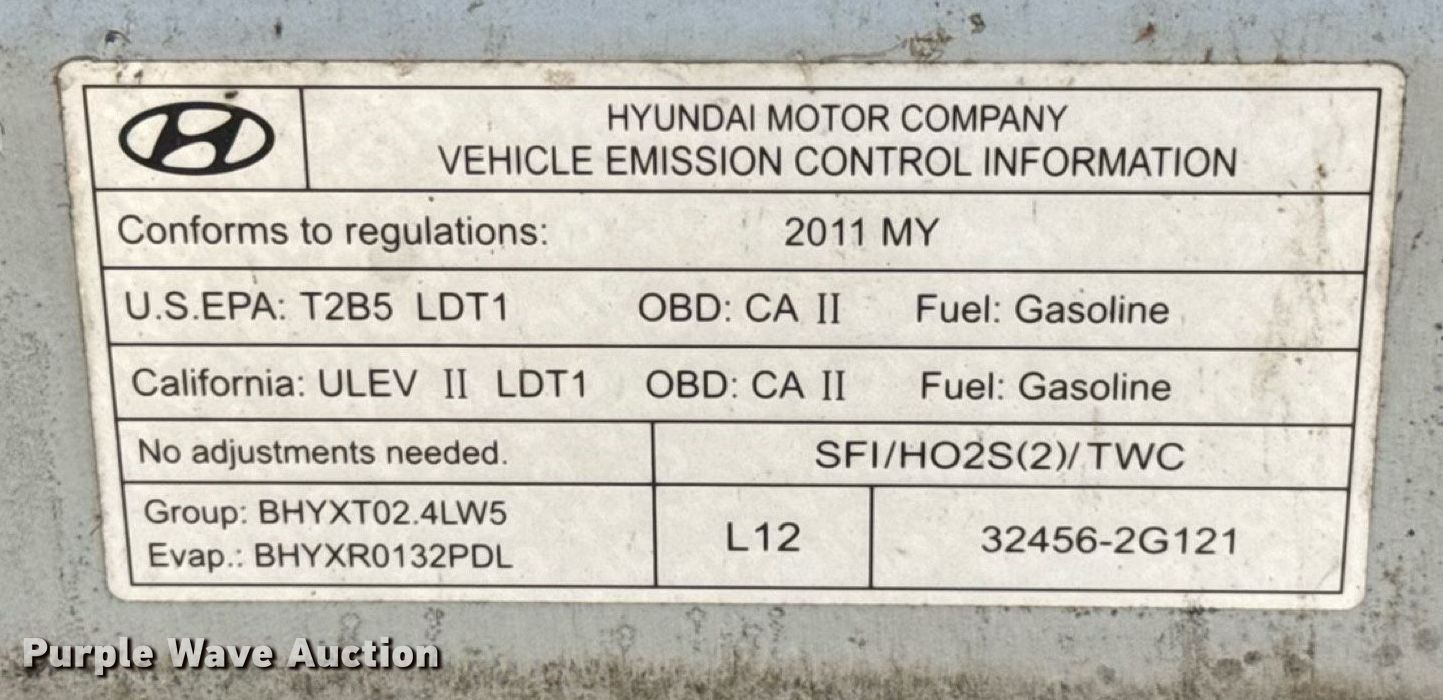 HYUNDAI MOTOR COMPANY
VEHICLE EMISSION CONTROL INFORMATION
Conforms to regulations: 2011 MY
U.S.EPA: T2B5 LDT1 OBD: CA II Fuel: Gasoline
California: ULEV II LDT1 OBD: CA II Fuel: Gasoline
No adjustments needed. SFI/HO2S(2)/TWC
Group: BHYXT02.4LW5
Evap.: BHYXR0132PDL
L12
32456-2G121
Purple Wave Auction